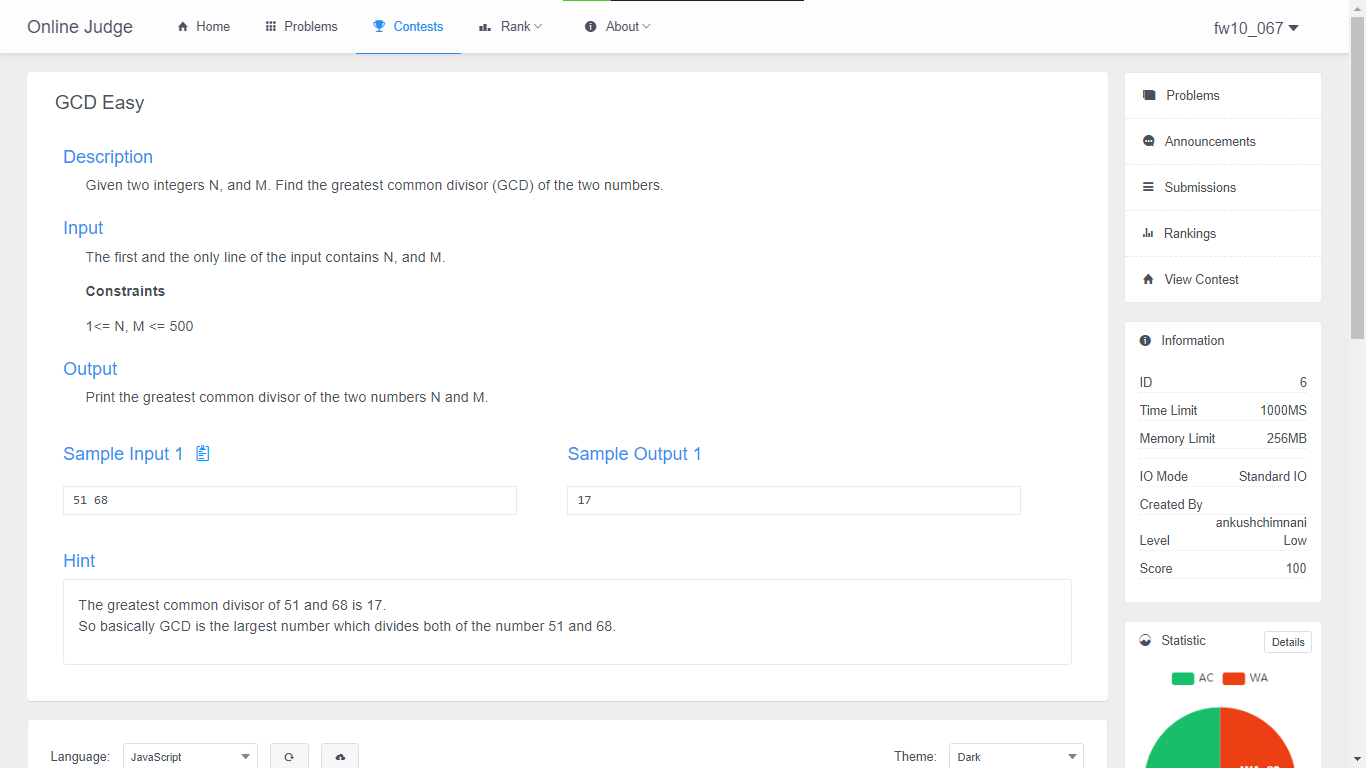 Online Judge
Home
Problems
Contests
Rank
About
fw10_067
GCD Easy
Description
Given two integers N, and M. Find the greatest common divisor (GCD) of the two numbers.
Input
The first and the only line of the input contains N, and M.
Constraints
1<= N, M <= 500
Output
Print the greatest common divisor of the two numbers N and M.
Sample Input 1
Sample Output 1
51 68
17
Hint
The greatest common divisor of 51 and 68 is 17.
So basically GCD is the largest number which divides both of the number 51 and 68.
Language:
JavaScript
Theme:
Dark
Problems
Announcements
Submissions
Rankings
View Contest
Information
ID 6
Time Limit 1000MS
Memory Limit 256MB
IO Mode Standard IO
Created By
ankushchimnani
Level Low
Score 100
Statistic
Details
AC WA